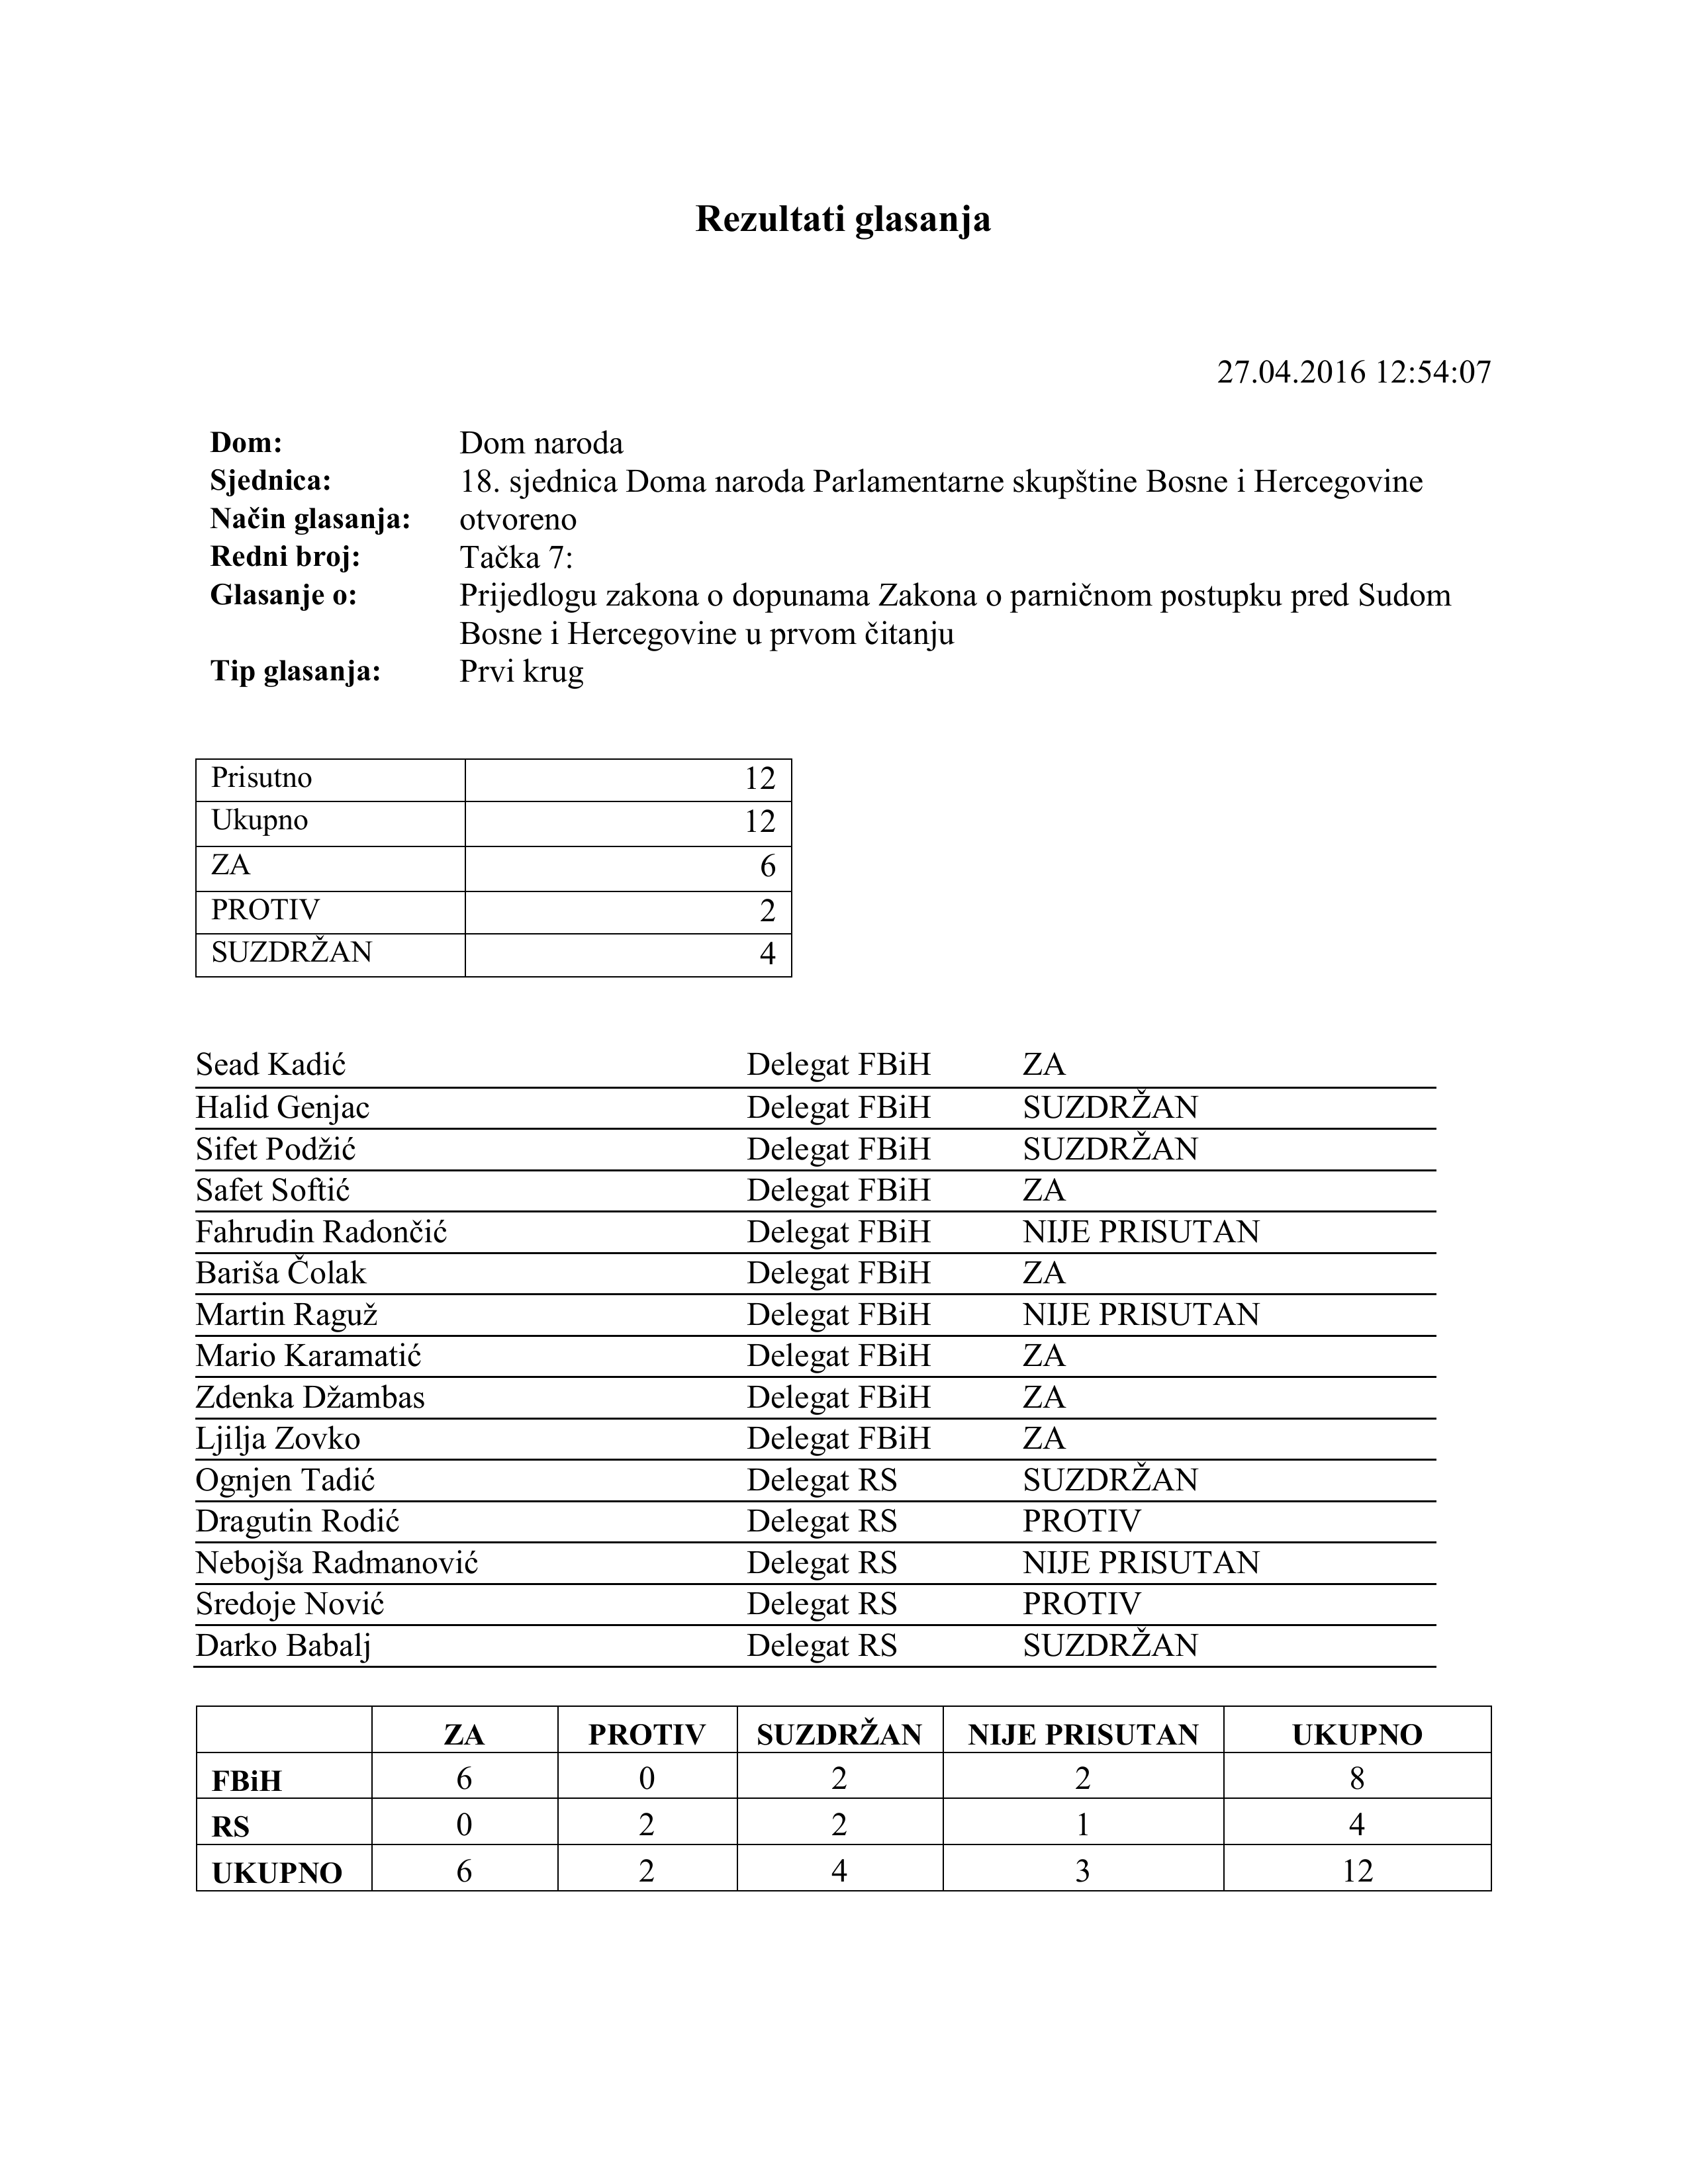 Rezultati glasanja
27.04.2016 12:54:07
Dom: Dom naroda
Sjednica: 18. sjednica Doma naroda Parlamentarne skupštine Bosne i Hercegovine
Način glasanja: otvoreno
Redni broj: Tačka 7:
Glasanje o: Prijedlogu zakona o dopunama Zakona o parničnom postupku pred Sudom
Bosne i Hercegovine u prvom čitanju
Tip glasanja: Prvi krug
Prisutno 12
Ukupno 12
ZA 6
PROTIV 2
SUZDRŽAN 4
Sead Kadić Delegat FBiH ZA
Halid Genjac Delegat FBiH SUZDRŽAN
Sifet Podžić Delegat FBiH SUZDRŽAN
Safet Softić Delegat FBiH ZA
Fahrudin Radončić Delegat FBiH NIJE PRISUTAN
Bariša Čolak Delegat FBiH ZA
Martin Raguž Delegat FBiH NIJE PRISUTAN
Mario Karamatić Delegat FBiH ZA
Zdenka Džambas Delegat FBiH ZA
Ljilja Zovko Delegat FBiH ZA
Ognjen Tadić Delegat RS SUZDRŽAN
Dragutin Rodić Delegat RS PROTIV
Nebojša Radmanović Delegat RS NIJE PRISUTAN
Sredoje Nović Delegat RS PROTIV
Darko Babalj Delegat RS SUZDRŽAN
ZA PROTIV SUZDRŽAN NIJE PRISUTAN UKUPNO
FBiH 6 0 2 2 8
RS 0 2 2 1 4
UKUPNO 6 2 4 3 12